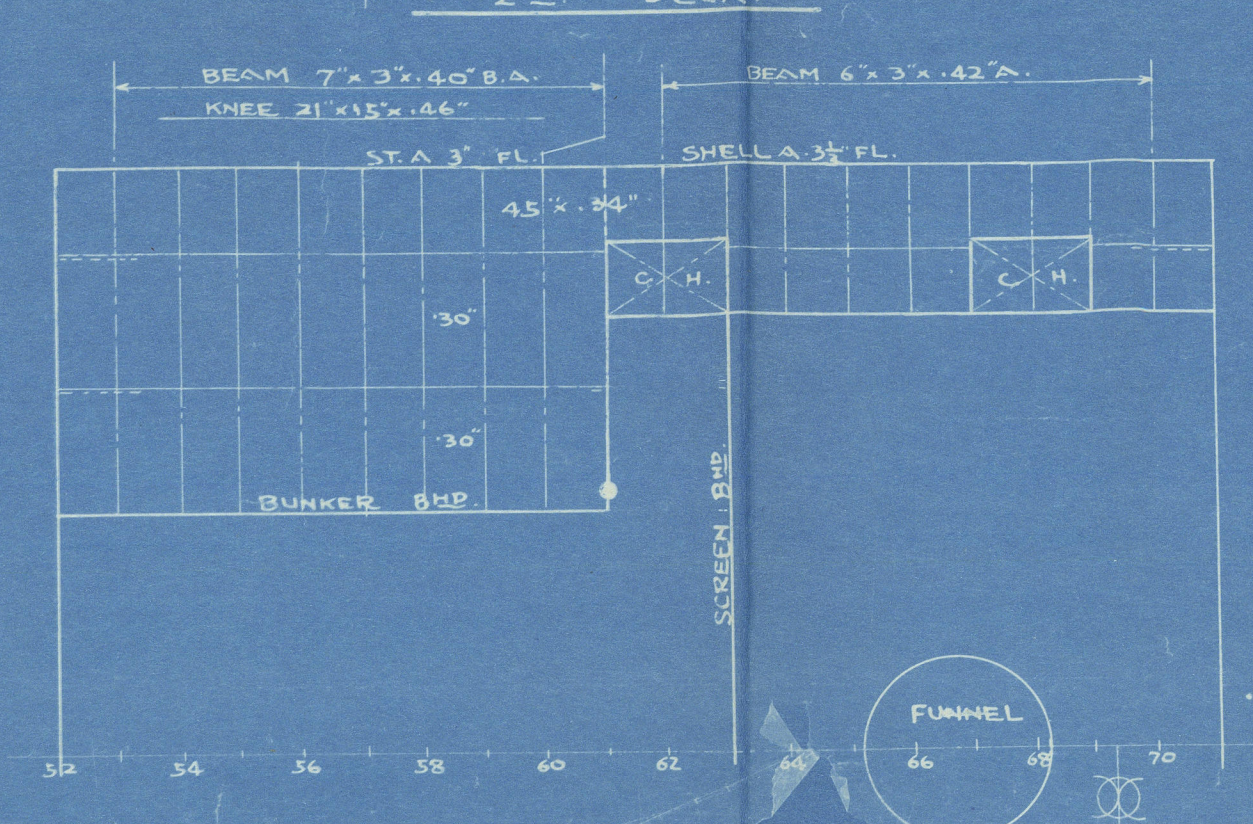 BEAM 7" x 3" x .40" B.A.
BEAM 6" x 3" x .42" A.
KNEE 21" x 15" x .46"
ST. A 3" FL.
SHELL A. 3½" FL.
45" x .34"
C. H.
C. H.
.30"
.30"
BUNKER BHD.
SCREEN BHD.
FUNNEL
52 54 56 58 60 62 64 66 68 70